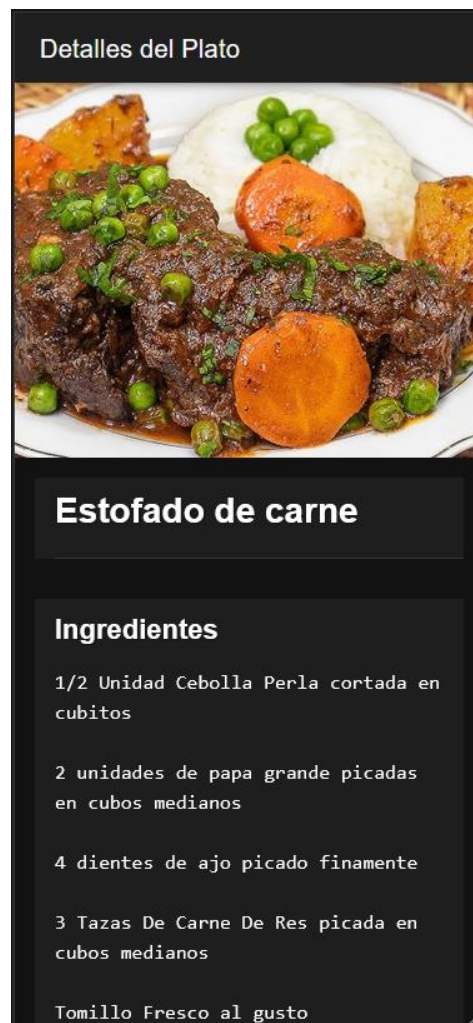 Detalles del Plato
Estofado de carne
Ingredientes
1/2 Unidad Cebolla Perla cortada en
cubitos
2 unidades de papa grande picadas
en cubos medianos
4 dientes de ajo picado finamente
3 Tazas De Carne De Res picada en
cubos medianos
Tomillo Fresco al gusto